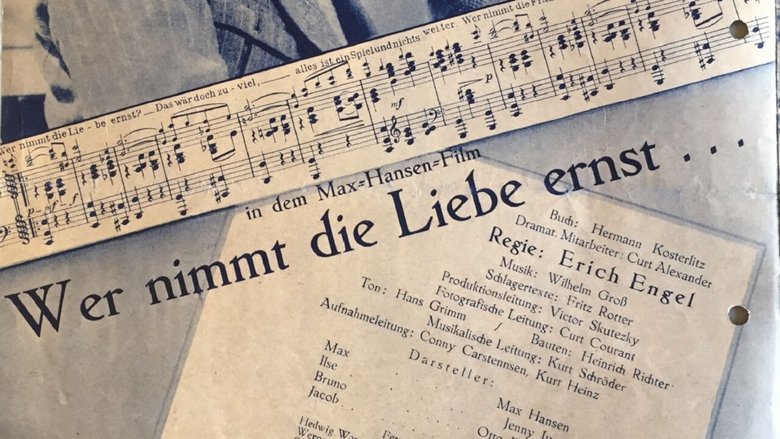 Wer nimmt die Lie - be ernst? Das war doch zu - viel, alles ist ein Spiel und nichts weiter. Wer nimmt die
mf
p
p
in dem Max-Hansen-Film
Wer nimmt die Liebe ernst...
Buch: Hermann Kosterlitz
Dramat. Mitarbeiter: Curt Alexander
Regie: Erich Engel
Musik: Wilhelm Groß
Schlagertexte: Fritz Rotter
Produktionsleitung: Victor Skutezky
Fotografische Leitung: Curt Courant
Ton: Hans Grimm / Bauten: Heinrich Richter
Musikalische Leitung: Kurt Schröder
Aufnahmeleitung: Conny Carstennsen, Kurt Heinz
Darsteller:
Max Max Hansen
Ilse Jenny
Bruno Otto
Jacob
Hedwig